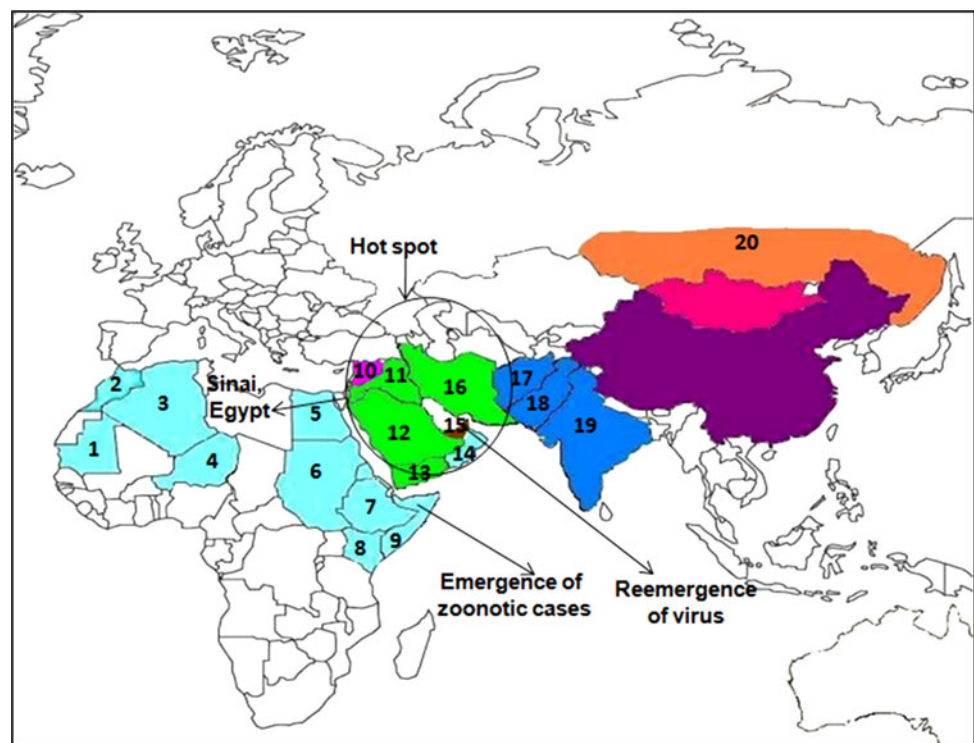 20
Hot spot
10
11
2
Sinai,
Egypt
16
17
3
5
15
18
19
12
1
14
4
13
6
7
8
9
Emergence of
zoonotic cases
Reemergence
of virus